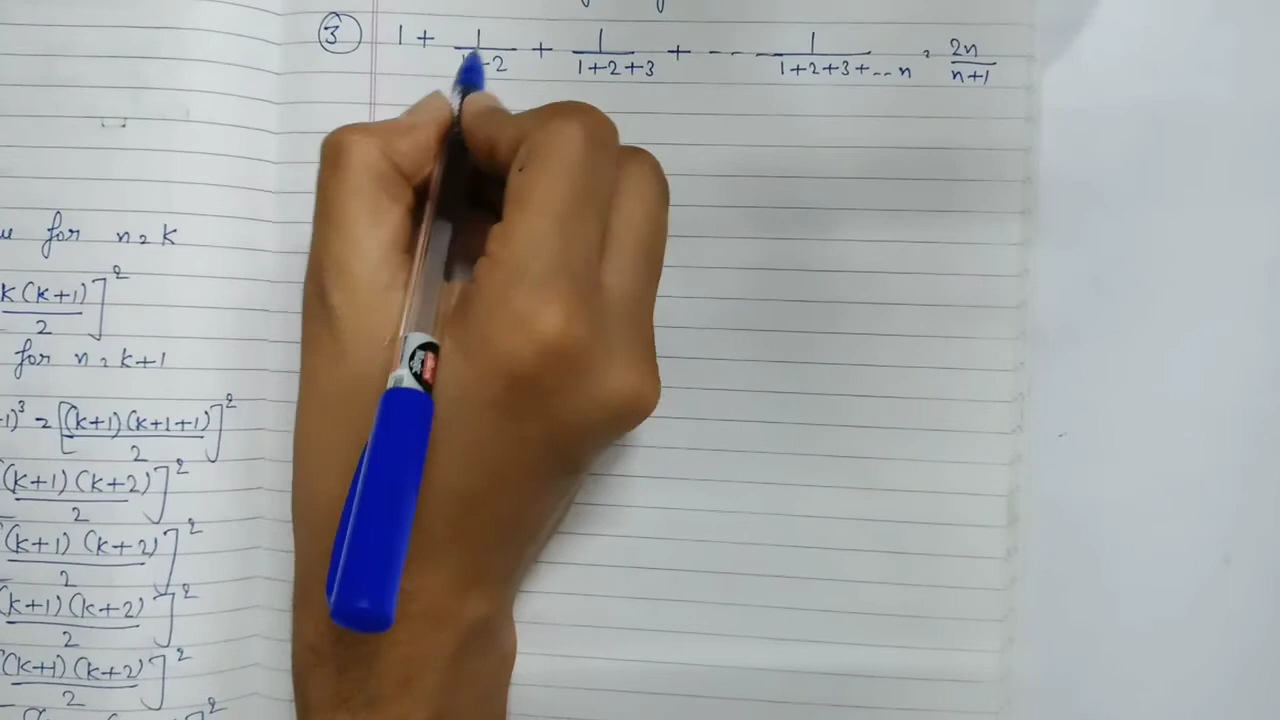 ③ 1 + 1/(1+2) + 1/(1+2+3) + --- 1/(1+2+3+...n) = 2n/(n+1)
for n = k
k(k+1)/2]²
for n = k+1
1)³ = [(k+1)(k+1+1)/2]²
(k+1)(k+2)/2]²
(k+1)(k+2)/2]²
(k+1)(k+2)/2]²
(k+1)(k+2)/2]²